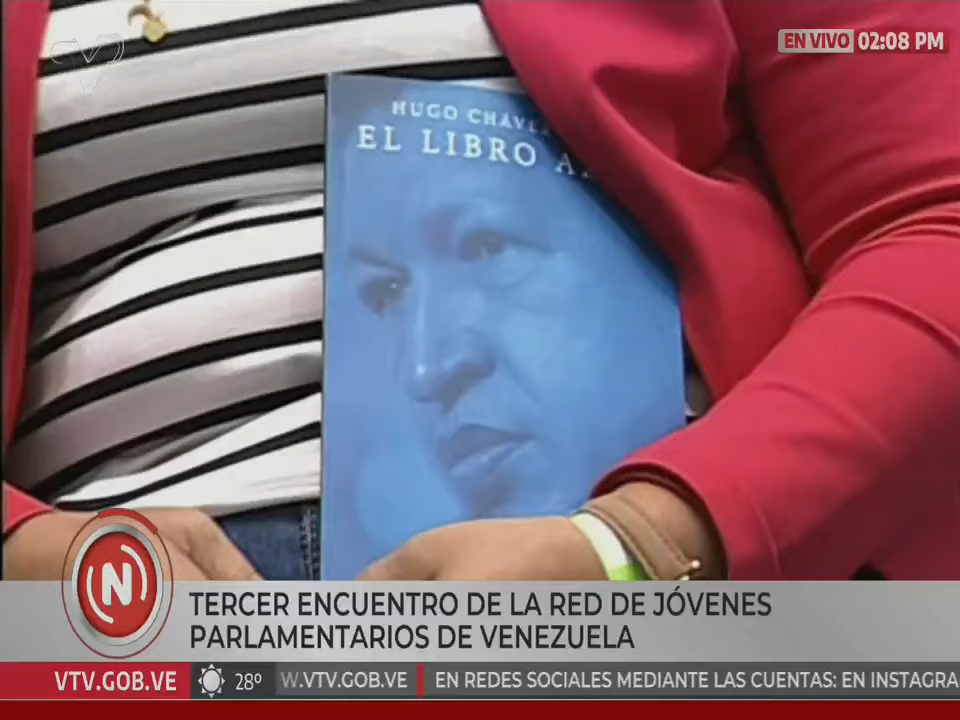 EN VIVO 02:08 PM
HUGO
EL LIBRO
N
TERCER ENCUENTRO DE LA RED DE JÓVENES
PARLAMENTARIOS DE VENEZUELA
VTV.GOB.VE 28º W.VTV.GOB.VE EN REDES SOCIALES MEDIANTE LAS CUENTAS: EN INSTAGRA